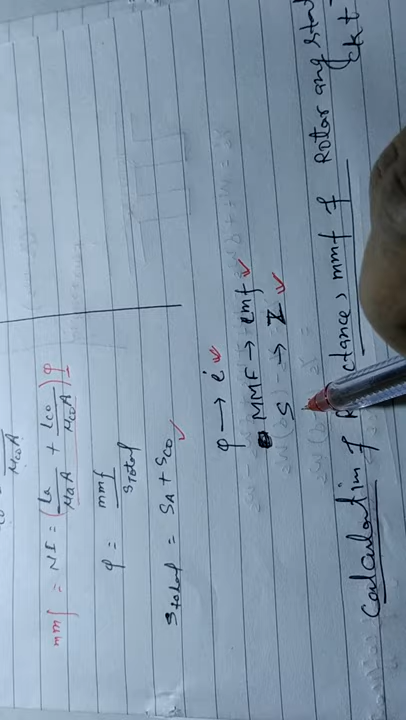 μ_co A
mmf = NI = (la/μaA + lco/μcoA) φ
φ = mmf/Stotal
Stotal = SA + Sco
φ → i
MMF → emf
S → Z
Calculation of R ctance, mmf of Rotor and
ckt